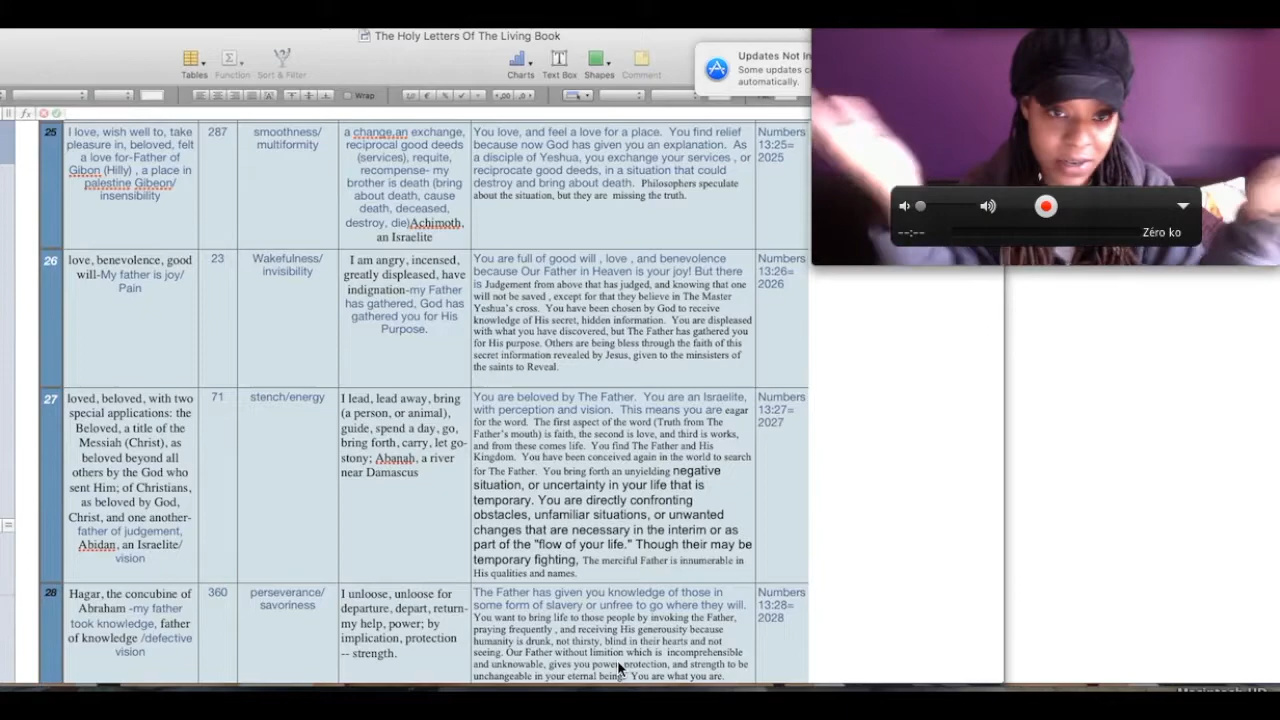 The Holy Letters Of The Living Book
Tables Function Sort & Filter Charts Text Box Shapes Comment
Updates Not In
Some updates c
automatically.
Wrap
fx
25
I love, wish well to, take
pleasure in, beloved, felt
a love for-Father of
Gibon (Hilly) , a place in
palestine Gibeon/
insensibility
287
smoothness/
multiformity
a change,an exchange,
reciprocal good deeds
(services), requite,
recompense- my
brother is death (bring
about death, cause
death, deceased,
destroy, die)Achimoth,
an Israelite
You love, and feel a love for a place. You find relief
because now God has given you an explanation. As
a disciple of Yeshua, you exchange your services , or
reciprocate good deeds, in a situation that could
destroy and bring about death. Philosophers speculate
about the situation, but they are missing the truth.
Numbers
13:25=
2025
26
love, benevolence, good
will-My father is joy/
Pain
23
Wakefulness/
invisibility
I am angry, incensed,
greatly displeased, have
indignation-my Father
has gathered, God has
gathered you for His
Purpose.
You are full of good will , love , and benevolence
because Our Father in Heaven is your joy! But there
is Judgement from above that has judged, and knowing that one
will not be saved , except for that they believe in The Master
Yeshua's cross. You have been chosen by God to receive
knowledge of His secret, hidden information. You are displeased
with what you have discovered, but The Father has gathered you
for His purpose. Others are being bless through the faith of this
secret information revealed by Jesus, given to the minsisters of
the saints to Reveal.
Numbers
13:26=
2026
27
loved, beloved, with two
special applications: the
Beloved, a title of the
Messiah (Christ), as
beloved beyond all
others by the God who
sent Him; of Christians,
as beloved by God,
Christ, and one another-
father of judgement,
Abidan, an Israelite/
vision
71
stench/energy
I lead, lead away, bring
(a person, or animal),
guide, spend a day, go,
bring forth, carry, let go-
stony; Abanah, a river
near Damascus
You are beloved by The Father. You are an Israelite,
with perception and vision. This means you are eagar
for the word. The first aspect of the word (Truth from The
Father's mouth) is faith, the second is love, and third is works,
and from these comes life. You find The Father and His
Kingdom. You have been conceived again in the world to search
for The Father. You bring forth an unyielding negative
situation, or uncertainty in your life that is
temporary. You are directly confronting
obstacles, unfamiliar situations, or unwanted
changes that are necessary in the interim or as
part of the "flow of your life." Though their may be
temporary fighting, The merciful Father is innumerable in
His qualities and names.
Numbers
13:27=
2027
28
Hagar, the concubine of
Abraham -my father
took knowledge, father
of knowledge /defective
vision
360
perseverance/
savoriness
I unloose, unloose for
departure, depart, return-
my help, power; by
implication, protection
-- strength.
The Father has given you knowledge of those in
some form of slavery or unfree to go where they will.
You want to bring life to those people by invoking the Father,
praying frequently , and receiving His generousity because
humanity is drunk, not thirsty, blind in their hearts and not
seeing. Our Father without limition which is incomprehensible
and unknowable, gives you power, protection, and strength to be
unchangeable in your eternal being. You are what you are.
Numbers
13:28=
2028
--:--
Zéro ko